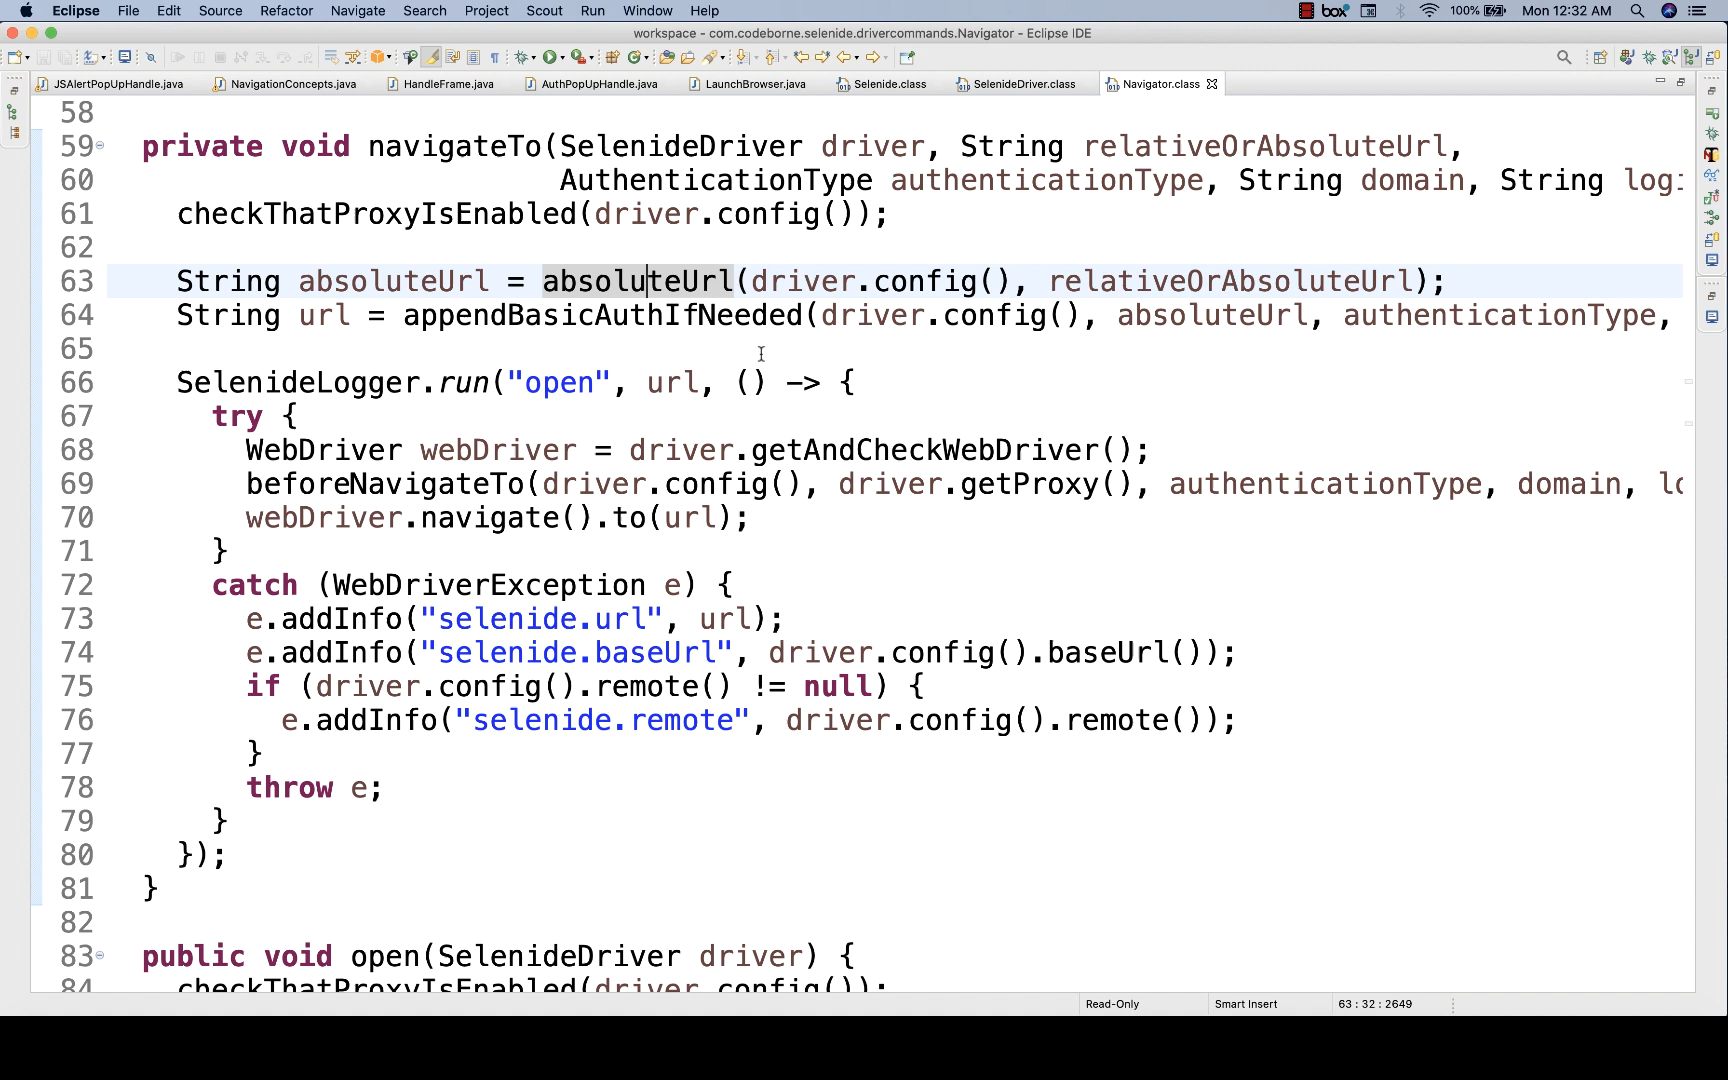 Eclipse File Edit Source Refactor Navigate Search Project Scout Run Window Help box 100% Mon 12:32 AM
workspace - com.codeborne.selenide.drivercommands.Navigator - Eclipse IDE
JSAlertPopUpHandle.java NavigationConcepts.java HandleFrame.java AuthPopUpHandle.java LaunchBrowser.java Selenide.class SelenideDriver.class Navigator.class
58
59 private void navigateTo(SelenideDriver driver, String relativeOrAbsoluteUrl,
60 AuthenticationType authenticationType, String domain, String logi
61 checkThatProxyIsEnabled(driver.config());
62
63 String absoluteUrl = absoluteUrl(driver.config(), relativeOrAbsoluteUrl);
64 String url = appendBasicAuthIfNeeded(driver.config(), absoluteUrl, authenticationType,
65
66 SelenideLogger.run("open", url, () -> {
67 try {
68 WebDriver webDriver = driver.getAndCheckWebDriver();
69 beforeNavigateTo(driver.config(), driver.getProxy(), authenticationType, domain, lo
70 webDriver.navigate().to(url);
71 }
72 catch (WebDriverException e) {
73 e.addInfo("selenide.url", url);
74 e.addInfo("selenide.baseUrl", driver.config().baseUrl());
75 if (driver.config().remote() != null) {
76 e.addInfo("selenide.remote", driver.config().remote());
77 }
78 throw e;
79 }
80 });
81 }
82
83 public void open(SelenideDriver driver) {
84 checkThatProxyIsEnabled(driver.config());
Read-Only Smart Insert 63 : 32 : 2649